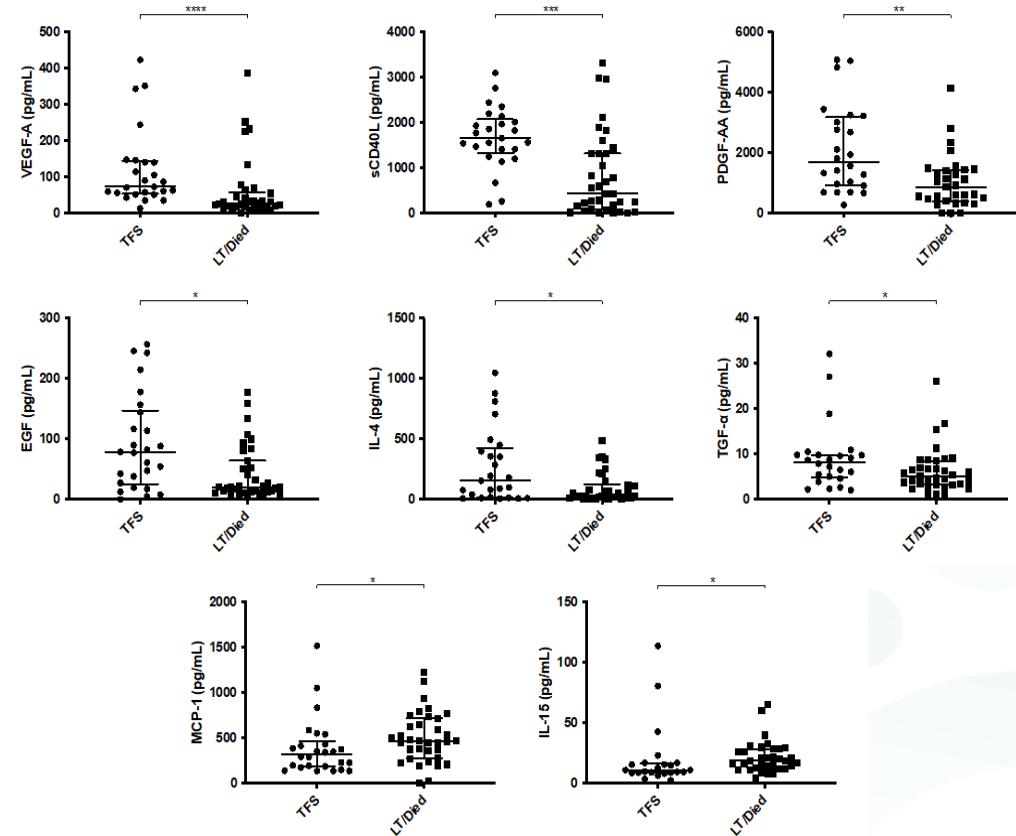 ****
VEGF-A (pg/mL)
500
400
300
200
100
0
TFS
LT/Died
***
sCD40L (pg/mL)
4000
3000
2000
1000
0
TFS
LT/Died
**
PDGF-AA (pg/mL)
6000
4000
2000
0
TFS
LT/Died
*
EGF (pg/mL)
300
200
100
0
TFS
LT/Died
*
IL-4 (pg/mL)
1500
1000
500
0
TFS
LT/Died
*
TGF-α (pg/mL)
40
30
20
10
0
TFS
LT/Died
*
MCP-1 (pg/mL)
2000
1500
1000
500
0
TFS
LT/Died
*
IL-15 (pg/mL)
150
100
50
0
TFS
LT/Died